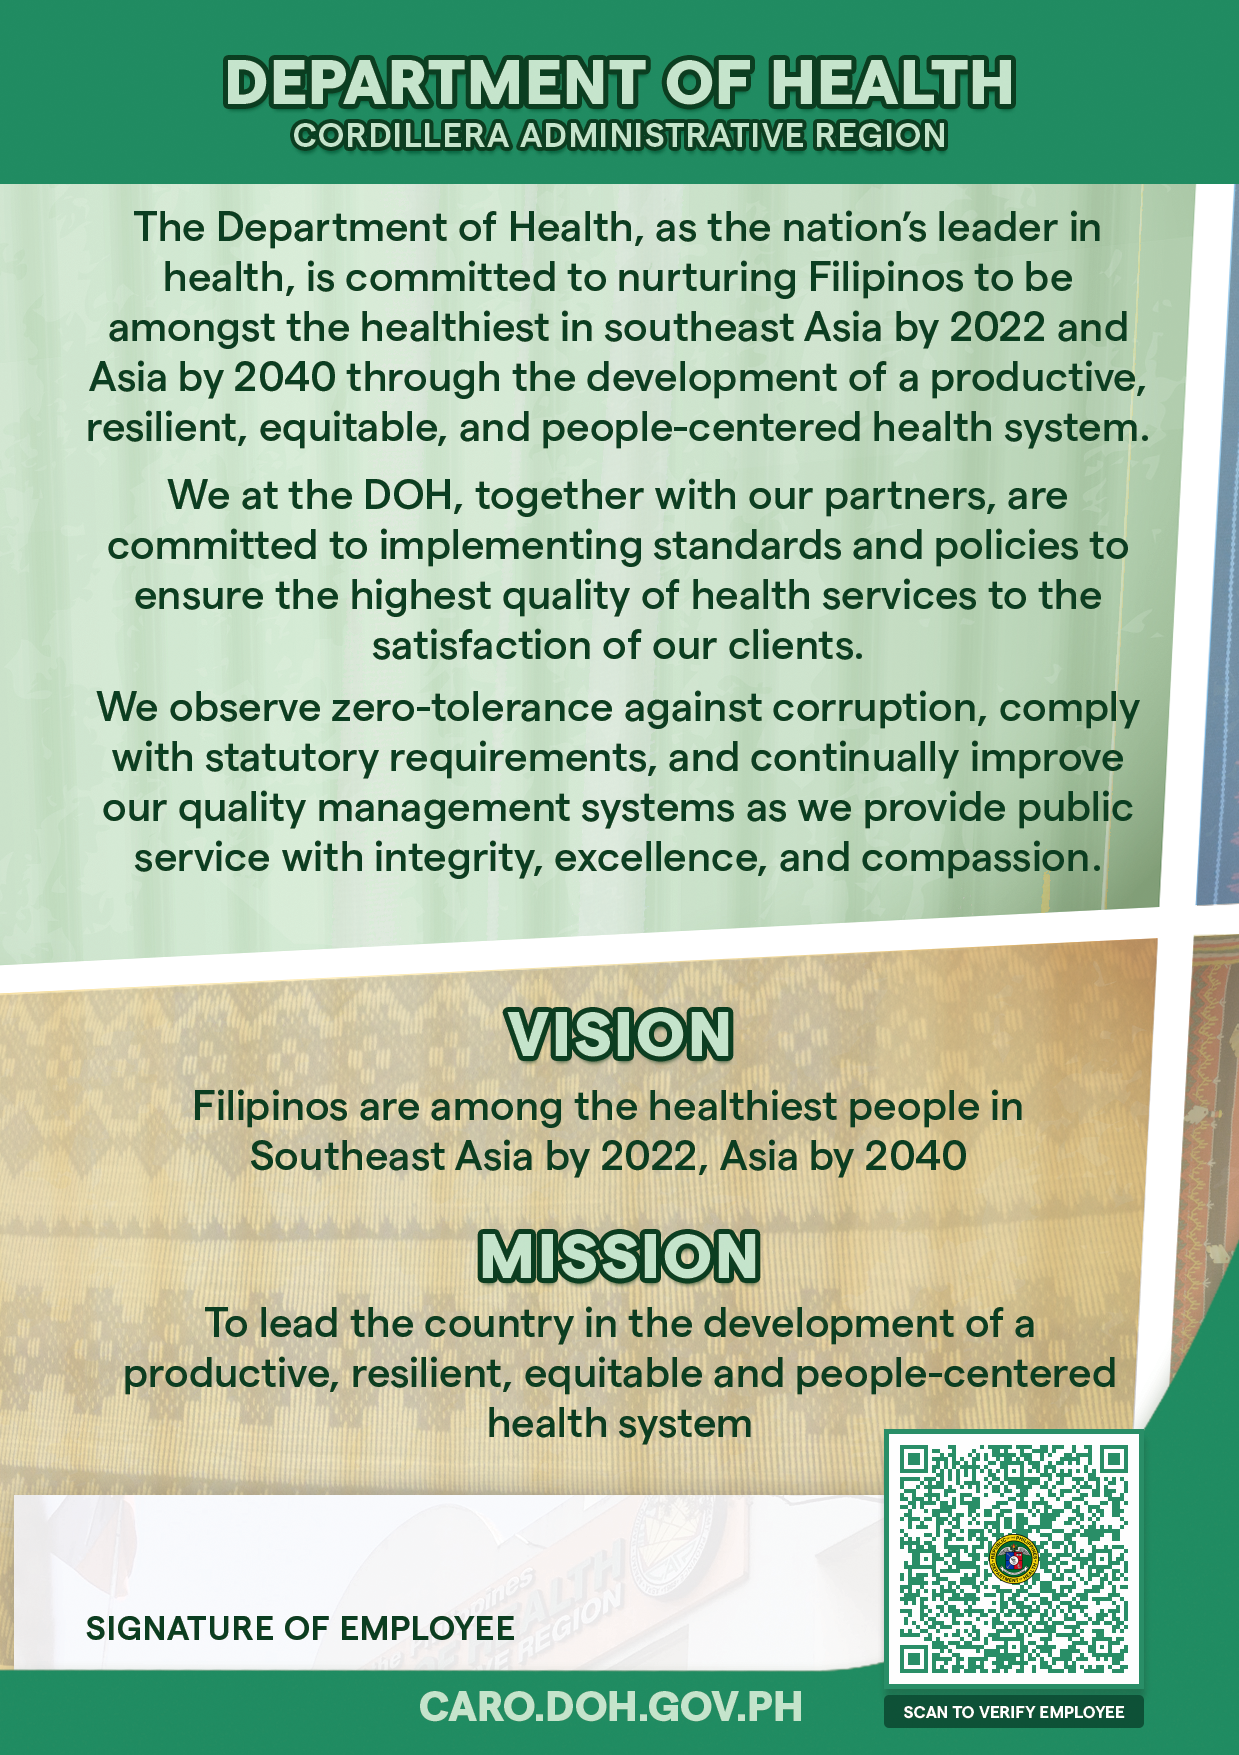 DEPARTMENT OF HEALTH
CORDILLERA ADMINISTRATIVE REGION
The Department of Health, as the nation’s leader in
health, is committed to nurturing Filipinos to be
amongst the healthiest in southeast Asia by 2022 and
Asia by 2040 through the development of a productive,
resilient, equitable, and people-centered health system.
We at the DOH, together with our partners, are
committed to implementing standards and policies to
ensure the highest quality of health services to the
satisfaction of our clients.
We observe zero-tolerance against corruption, comply
with statutory requirements, and continually improve
our quality management systems as we provide public
service with integrity, excellence, and compassion.
VISION
Filipinos are among the healthiest people in
Southeast Asia by 2022, Asia by 2040
MISSION
To lead the country in the development of a
productive, resilient, equitable and people-centered
health system
SIGNATURE OF EMPLOYEE
CARO.DOH.GOV.PH
SCAN TO VERIFY EMPLOYEE